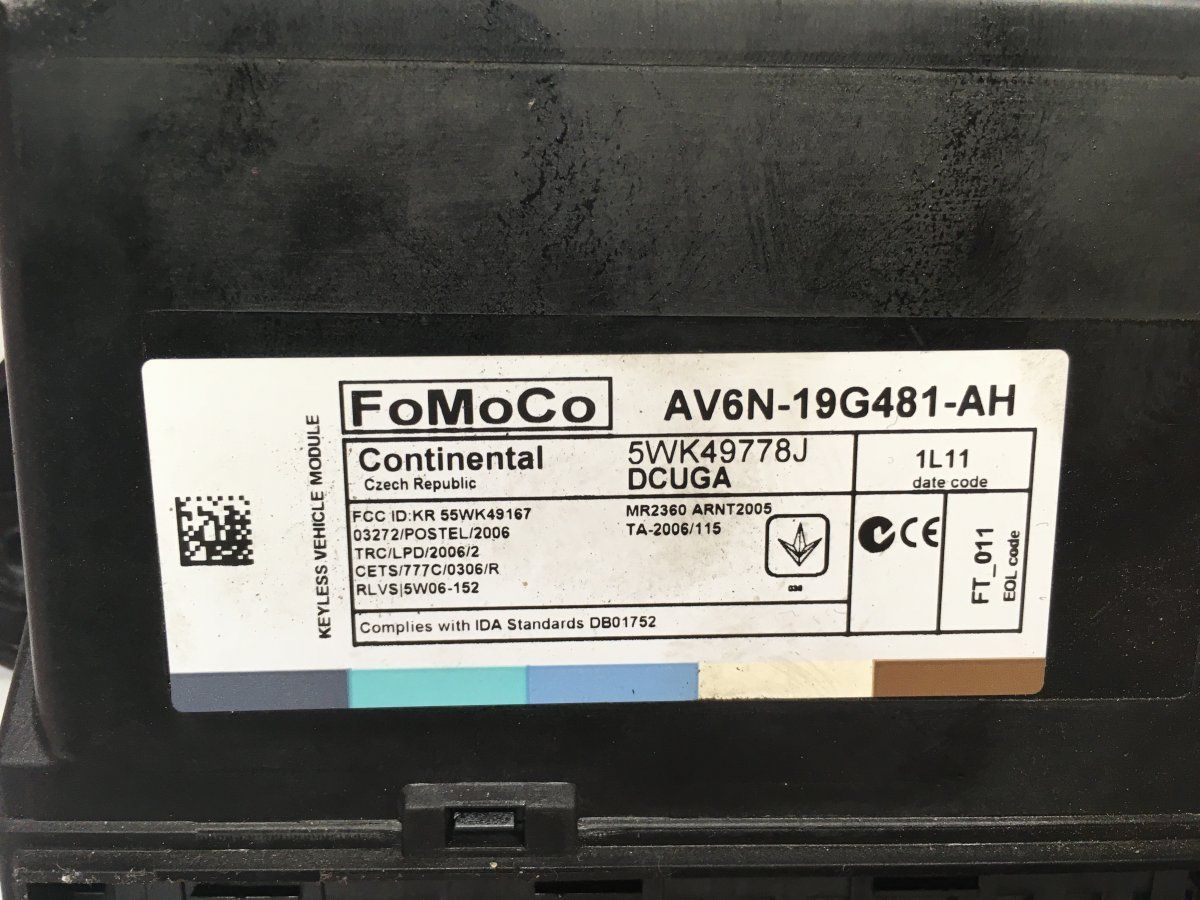 FoMoCo
AV6N-19G481-AH
KEYLESS VEHICLE MODULE
Continental
Czech Republic
5WK49778J
DCUGA
1L11
date code
FCC ID:KR 55WK49167
03272/POSTEL/2006
TRC/LPD/2006/2
CETS/777C/0306/R
RLVS|5W06-152
MR2360 ARNT2005
TA-2006/115
CE
FT_011
EOL code
Complies with IDA Standards DB01752